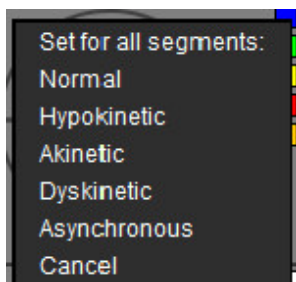 Set for all segments:
Normal
Hypokinetic
Akinetic
Dyskinetic
Asynchronous
Cancel